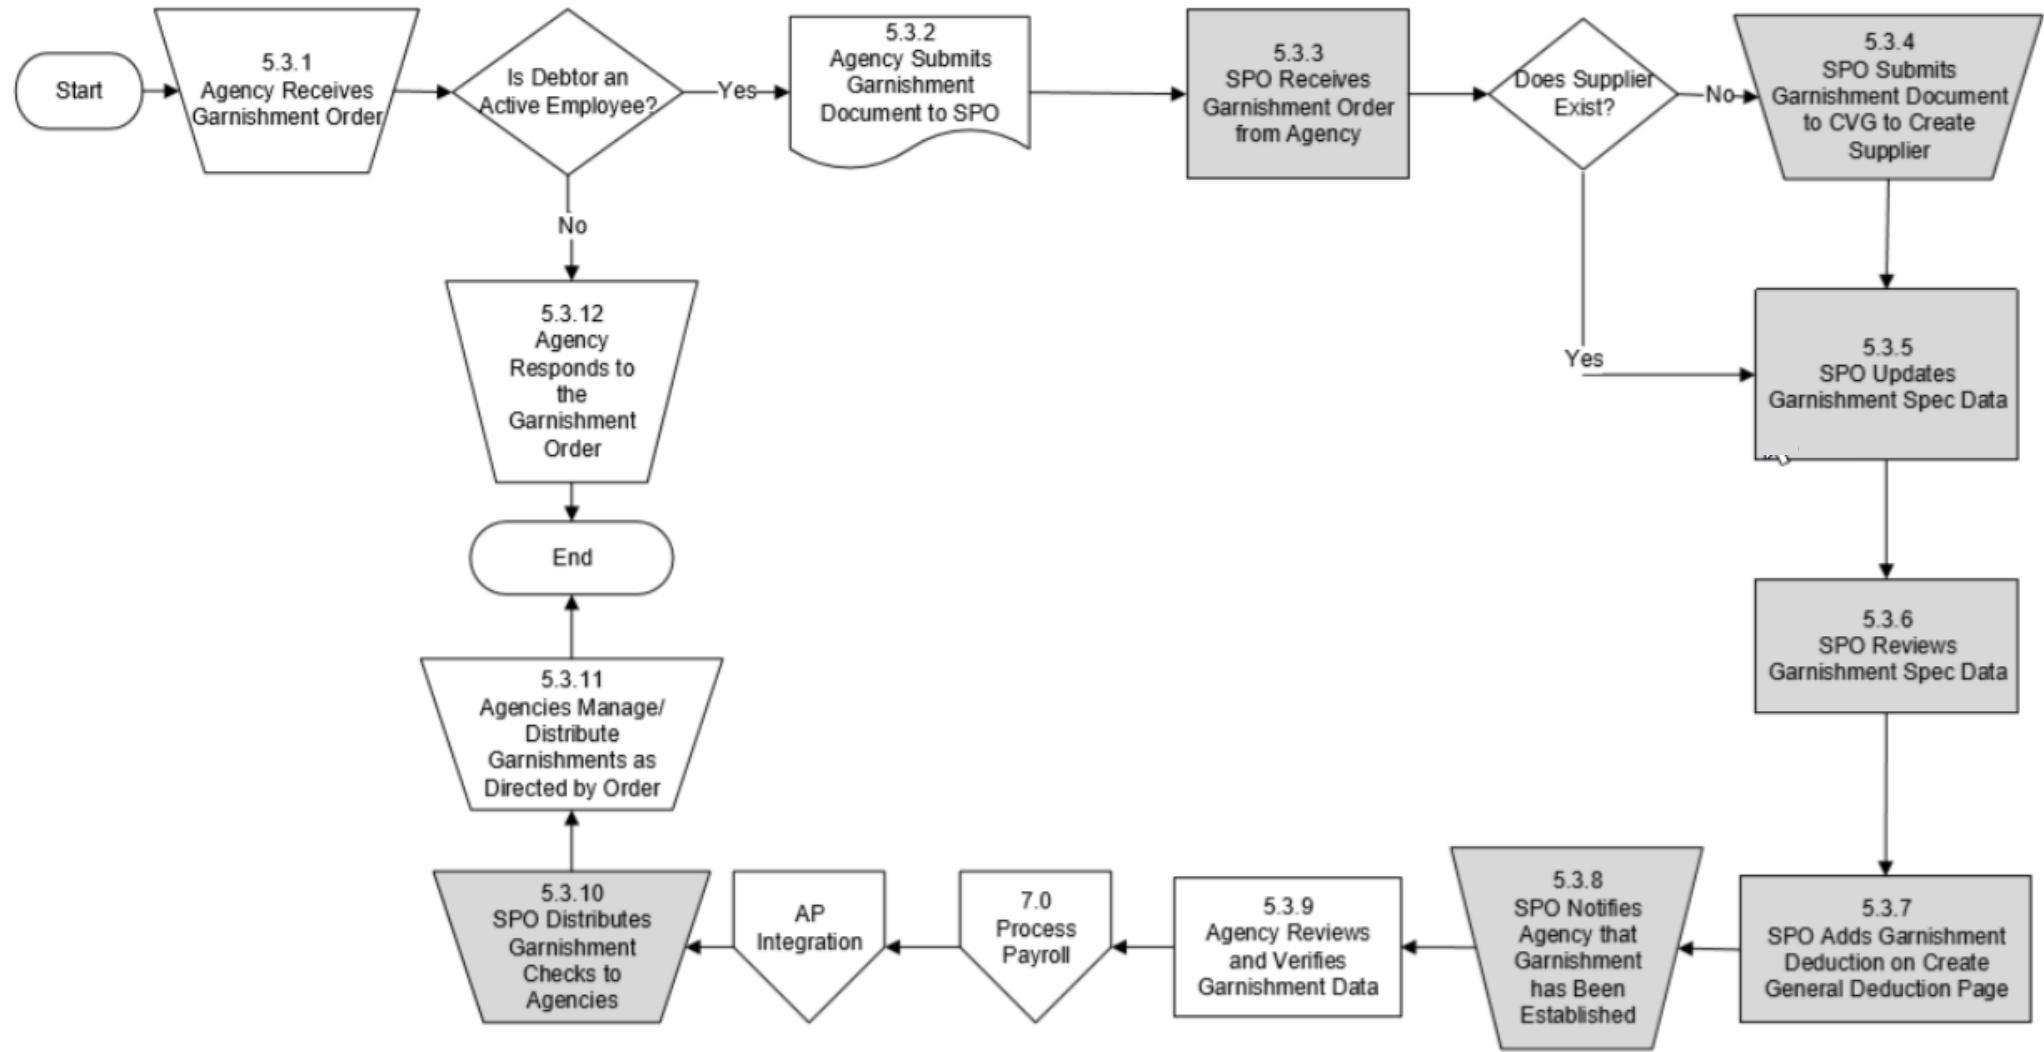 Start
5.3.1
Agency Receives
Garnishment Order
Is Debtor an
Active Employee?
Yes
5.3.2
Agency Submits
Garnishment
Document to SPO
5.3.3
SPO Receives
Garnishment Order
from Agency
Does Supplier
Exist?
No
5.3.4
SPO Submits
Garnishment Document
to CVG to Create
Supplier
No
5.3.12
Agency
Responds to
the
Garnishment
Order
Yes
5.3.5
SPO Updates
Garnishment Spec Data
End
5.3.6
SPO Reviews
Garnishment Spec Data
5.3.11
Agencies Manage/
Distribute
Garnishments as
Directed by Order
5.3.10
SPO Distributes
Garnishment
Checks to
Agencies
AP
Integration
7.0
Process
Payroll
5.3.9
Agency Reviews
and Verifies
Garnishment Data
5.3.8
SPO Notifies
Agency that
Garnishment
has Been
Established
5.3.7
SPO Adds Garnishment
Deduction on Create
General Deduction Page